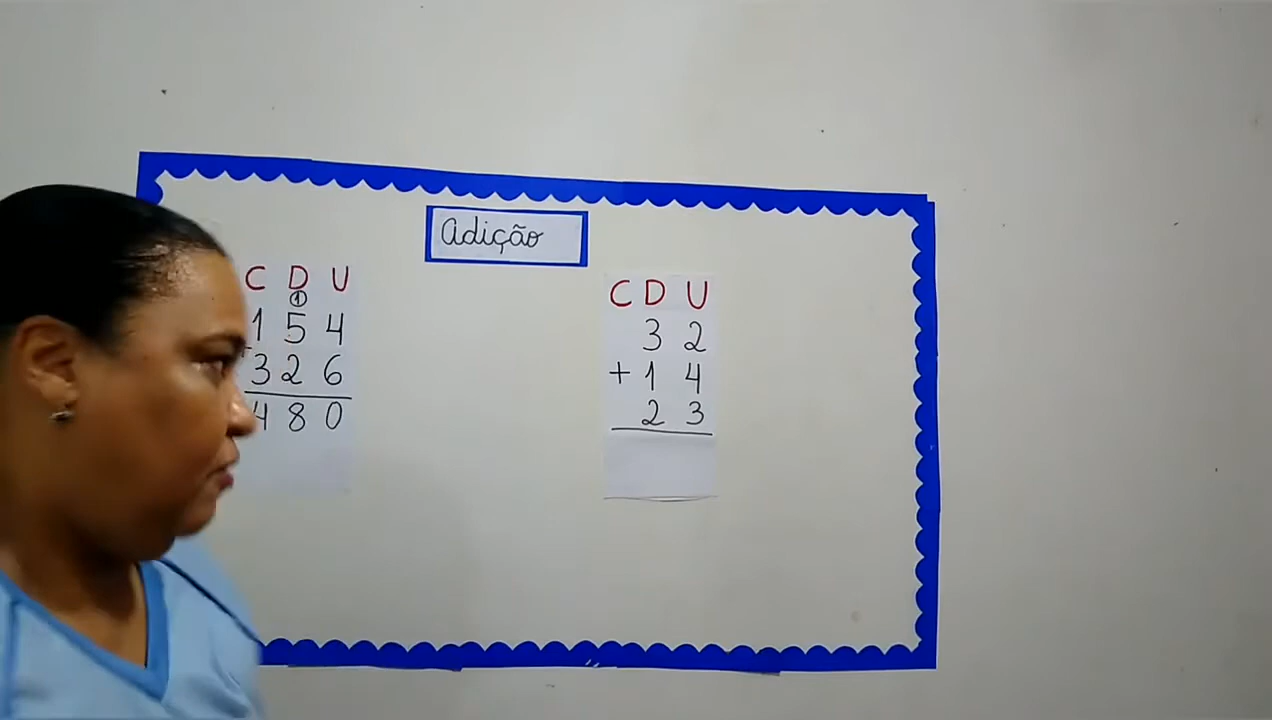 Adição
C D U
1
1 5 4
+
3 2 6
4 8 0
C D U
3 2
+ 1 4
2 3